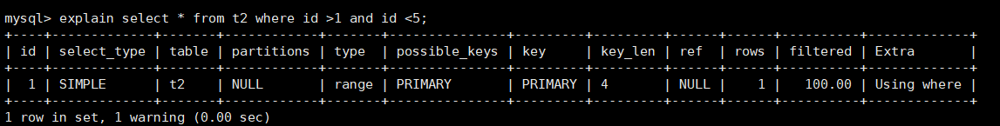 mysql> explain select * from t2 where id >1 and id <5;
+----+-------------+-------+------------+-------+---------------+---------+---------+------+------+----------+-------------+
| id | select_type | table | partitions | type  | possible_keys | key     | key_len | ref  | rows | filtered | Extra       |
+----+-------------+-------+------------+-------+---------------+---------+---------+------+------+----------+-------------+
|  1 | SIMPLE      | t2    | NULL       | range | PRIMARY       | PRIMARY | 4       | NULL |    1 |   100.00 | Using where |
+----+-------------+-------+------------+-------+---------------+---------+---------+------+------+----------+-------------+
1 row in set, 1 warning (0.00 sec)